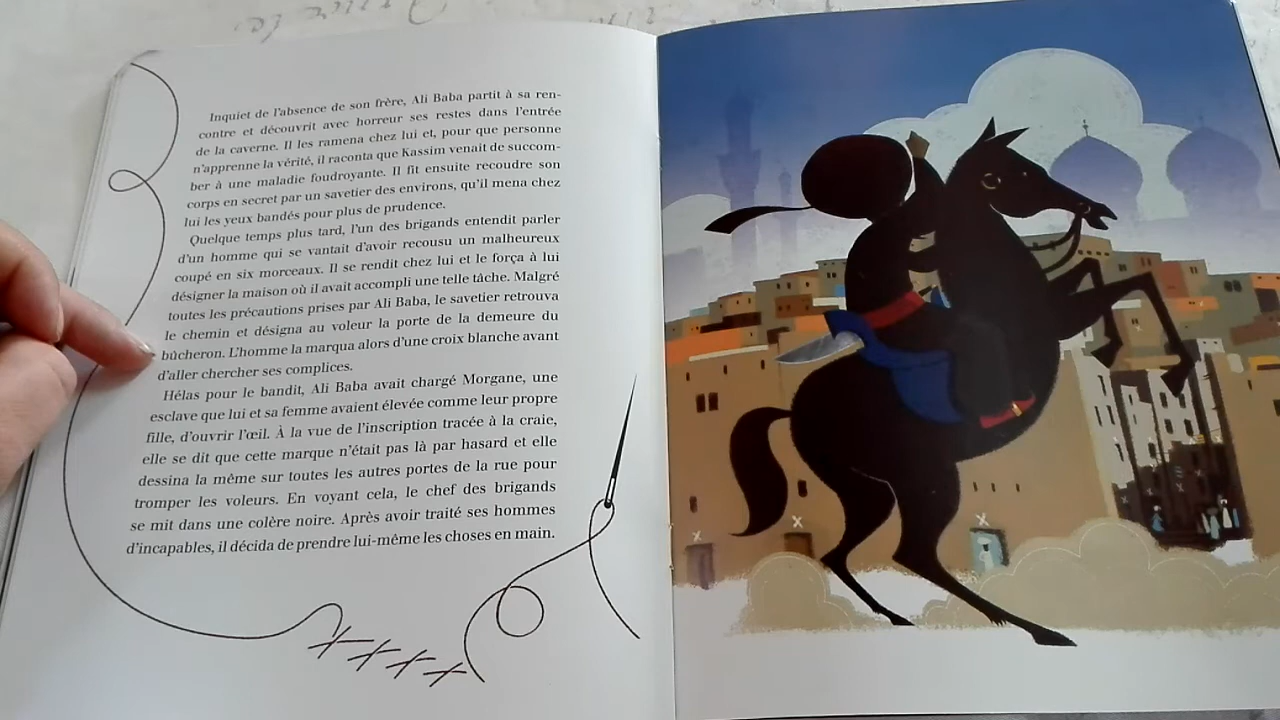 Inquiet de l'absence de son frère, Ali Baba partit à sa ren-
contre et découvrit avec horreur ses restes dans l'entrée
de la caverne. Il les ramena chez lui et, pour que personne
n'apprenne la vérité, il raconta que Kassim venait de succom-
ber à une maladie foudroyante. Il fit ensuite recoudre son
corps en secret par un savetier des environs, qu'il mena chez
lui les yeux bandés pour plus de prudence.
Quelque temps plus tard, l'un des brigands entendit parler
d'un homme qui se vantait d'avoir recousu un malheureux
coupé en six morceaux. Il se rendit chez lui et le força à lui
désigner la maison où il avait accompli une telle tâche. Malgré
toutes les précautions prises par Ali Baba, le savetier retrouva
le chemin et désigna au voleur la porte de la demeure du
bûcheron. L'homme la marqua alors d'une croix blanche avant
d'aller chercher ses complices.
Hélas pour le bandit, Ali Baba avait chargé Morgane, une
esclave que lui et sa femme avaient élevée comme leur propre
fille, d'ouvrir l'œil. À la vue de l'inscription tracée à la craie,
elle se dit que cette marque n'était pas là par hasard et elle
dessina la même sur toutes les autres portes de la rue pour
tromper les voleurs. En voyant cela, le chef des brigands
se mit dans une colère noire. Après avoir traité ses hommes
d'incapables, il décida de prendre lui-même les choses en main.